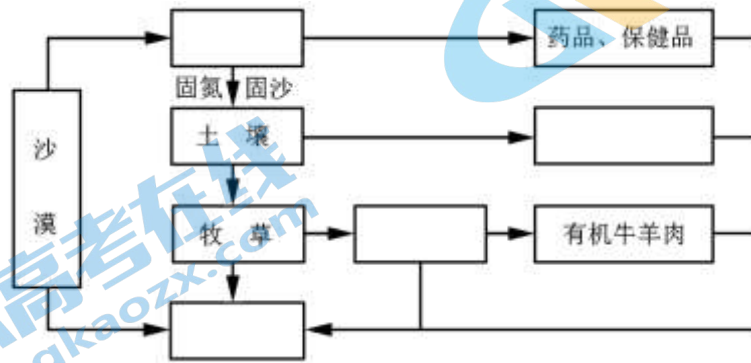 药品、保健品
固氮 固沙
土 壤
沙
漠
牧 草
有机牛羊肉
高考在线
gkaozx.com